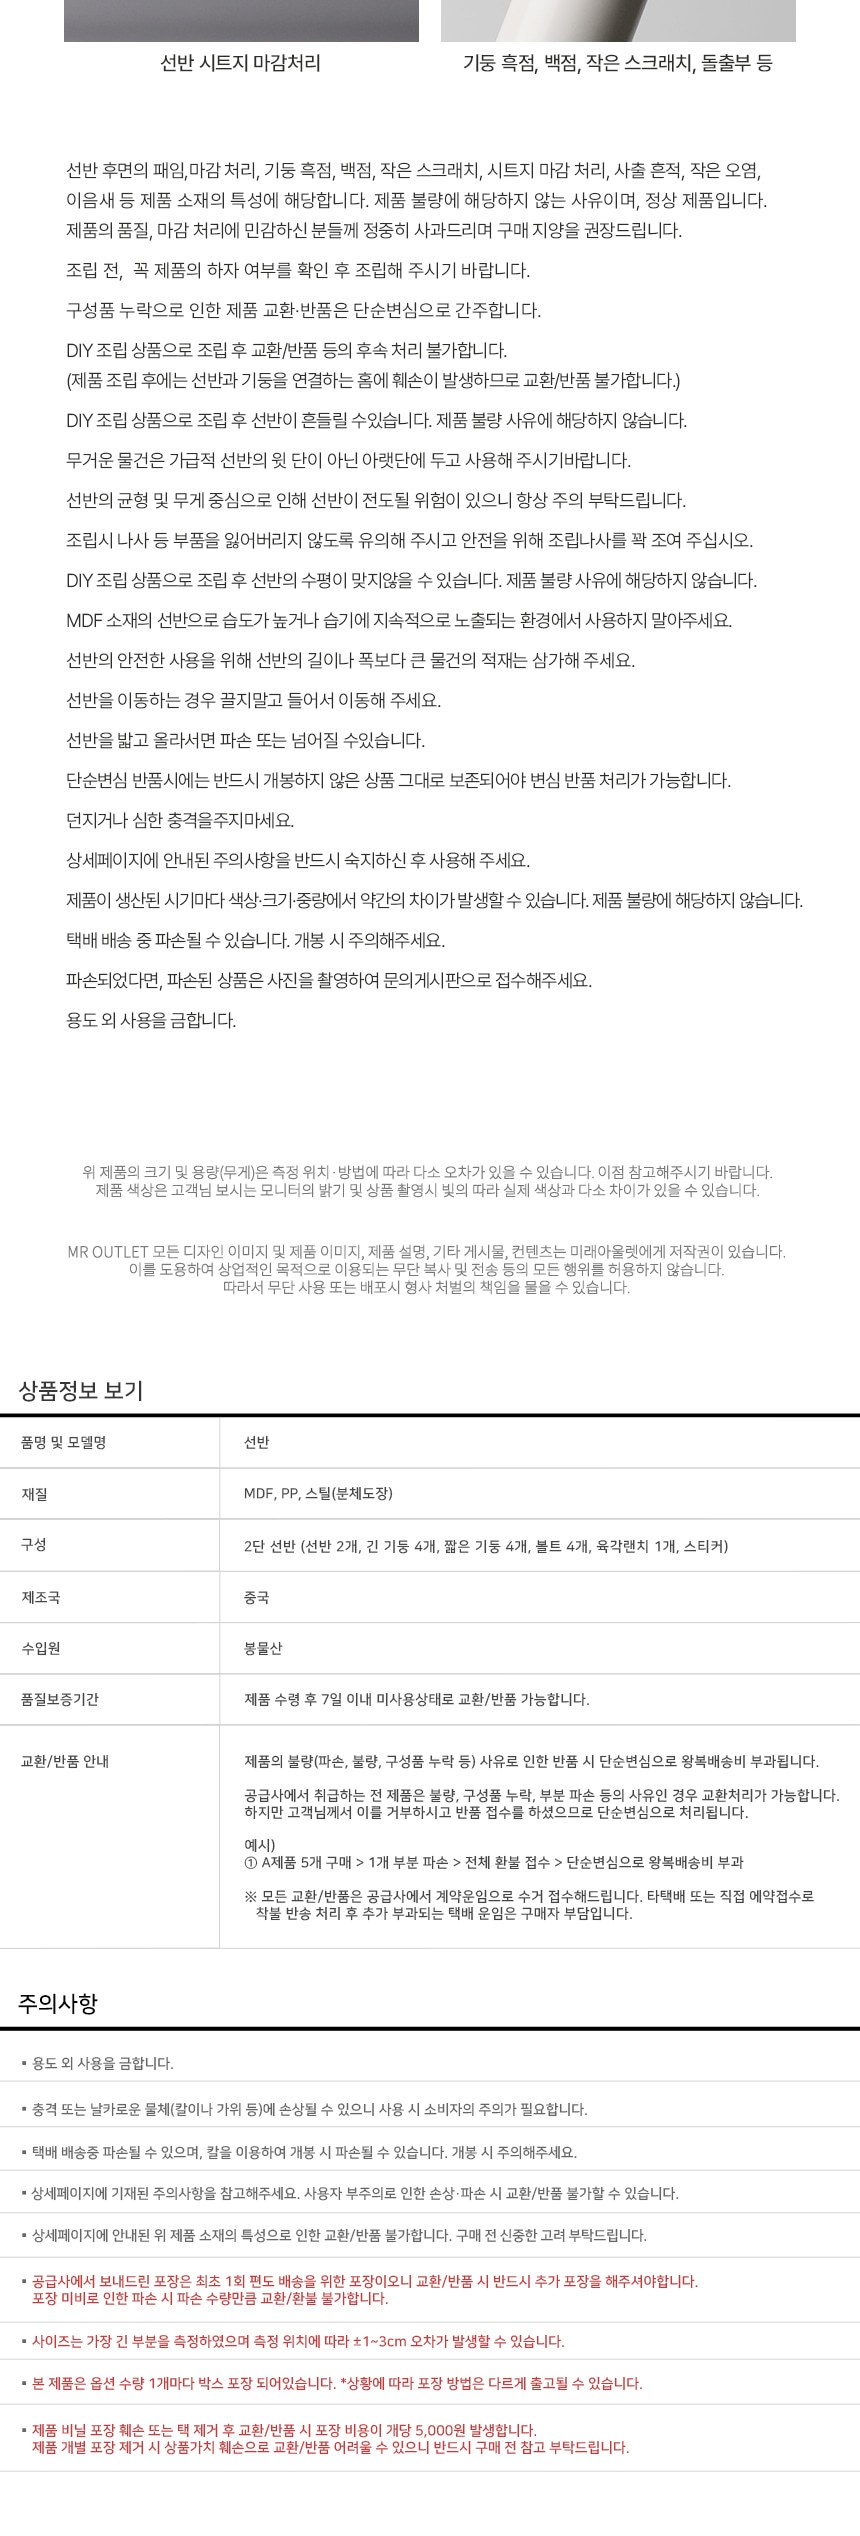 선반 시트지 마감처리
기둥 흑점, 백점, 작은 스크래치, 돌출부 등
선반 후면의 패임,마감 처리, 기둥 흑점, 백점, 작은 스크래치, 시트지 마감 처리, 사출 흔적, 작은 오염,
이음새 등 제품 소재의 특성에 해당합니다. 제품 불량에 해당하지 않는 사유이며, 정상 제품입니다.
제품의 품질, 마감 처리에 민감하신 분들께 정중히 사과드리며 구매 지양을 권장드립니다.
조립 전, 꼭 제품의 하자 여부를 확인 후 조립해 주시기 바랍니다.
구성품 누락으로 인한 제품 교환·반품은 단순변심으로 간주합니다.
DIY 조립 상품으로 조립 후 교환/반품 등의 후속 처리 불가합니다.
(제품 조립 후에는 선반과 기둥을 연결하는 홈에 훼손이 발생하므로 교환/반품 불가합니다.)
DIY 조립 상품으로 조립 후 선반이 흔들릴 수있습니다. 제품 불량 사유에 해당하지 않습니다.
무거운 물건은 가급적 선반의 윗 단이 아닌 아랫단에 두고 사용해 주시기바랍니다.
선반의 균형 및 무게 중심으로 인해 선반이 전도될 위험이 있으니 항상 주의 부탁드립니다.
조립시 나사 등 부품을 잃어버리지 않도록 유의해 주시고 안전을 위해 조립나사를 꽉 조여 주십시오.
DIY 조립 상품으로 조립 후 선반의 수평이 맞지않을 수 있습니다. 제품 불량 사유에 해당하지 않습니다.
MDF 소재의 선반으로 습도가 높거나 습기에 지속적으로 노출되는 환경에서 사용하지 말아주세요.
선반의 안전한 사용을 위해 선반의 길이나 폭보다 큰 물건의 적재는 삼가해 주세요.
선반을 이동하는 경우 끌지말고 들어서 이동해 주세요.
선반을 밟고 올라서면 파손 또는 넘어질 수있습니다.
단순변심 반품시에는 반드시 개봉하지 않은 상품 그대로 보존되어야 변심 반품 처리가 가능합니다.
던지거나 심한 충격을주지마세요.
상세페이지에 안내된 주의사항을 반드시 숙지하신 후 사용해 주세요.
제품이 생산된 시기마다 색상·크기·중량에서 약간의 차이가 발생할 수 있습니다. 제품 불량에 해당하지 않습니다.
택배 배송 중 파손될 수 있습니다. 개봉 시 주의해주세요.
파손되었다면, 파손된 상품은 사진을 촬영하여 문의게시판으로 접수해주세요.
용도 외 사용을 금합니다.
위 제품의 크기 및 용량(무게)은 측정 위치·방법에 따라 다소 오차가 있을 수 있습니다. 이점 참고해주시기 바랍니다.
제품 색상은 고객님 보시는 모니터의 밝기 및 상품 촬영시 빛의 따라 실제 색상과 다소 차이가 있을 수 있습니다.
MR OUTLET 모든 디자인 이미지 및 제품 이미지, 제품 설명, 기타 게시물, 컨텐츠는 미래아울렛에게 저작권이 있습니다.
이를 도용하여 상업적인 목적으로 이용되는 무단 복사 및 전송 등의 모든 행위를 허용하지 않습니다.
따라서 무단 사용 또는 배포시 형사 처벌의 책임을 물을 수 있습니다.
상품정보 보기
품명 및 모델명
선반
재질
MDF, PP, 스틸(분체도장)
구성
2단 선반 (선반 2개, 긴 기둥 4개, 짧은 기둥 4개, 볼트 4개, 육각랜치 1개, 스티커)
제조국
중국
수입원
봉물산
품질보증기간
제품 수령 후 7일 이내 미사용상태로 교환/반품 가능합니다.
교환/반품 안내
제품의 불량(파손, 불량, 구성품 누락 등) 사유로 인한 반품 시 단순변심으로 왕복배송비 부과됩니다.
공급사에서 취급하는 전 제품은 불량, 구성품 누락, 부분 파손 등의 사유인 경우 교환처리가 가능합니다.
하지만 고객님께서 이를 거부하시고 반품 접수를 하셨으므로 단순변심으로 처리됩니다.
예시)
① A제품 5개 구매 > 1개 부분 파손 > 전체 환불 접수 > 단순변심으로 왕복배송비 부과
※ 모든 교환/반품은 공급사에서 계약운임으로 수거 접수해드립니다. 타택배 또는 직접 예약접수로
착불 반송 처리 후 추가 부과되는 택배 운임은 구매자 부담입니다.
주의사항
▪ 용도 외 사용을 금합니다.
▪ 충격 또는 날카로운 물체(칼이나 가위 등)에 손상될 수 있으니 사용 시 소비자의 주의가 필요합니다.
▪ 택배 배송중 파손될 수 있으며, 칼을 이용하여 개봉 시 파손될 수 있습니다. 개봉 시 주의해주세요.
▪ 상세페이지에 기재된 주의사항을 참고해주세요. 사용자 부주의로 인한 손상·파손 시 교환/반품 불가할 수 있습니다.
▪ 상세페이지에 안내된 위 제품 소재의 특성으로 인한 교환/반품 불가합니다. 구매 전 신중한 고려 부탁드립니다.
▪ 공급사에서 보내드린 포장은 최초 1회 편도 배송을 위한 포장이오니 교환/반품 시 반드시 추가 포장을 해주셔야합니다.
포장 미비로 인한 파손 시 파손 수량만큼 교환/환불 불가합니다.
▪ 사이즈는 가장 긴 부분을 측정하였으며 측정 위치에 따라 ±1~3cm 오차가 발생할 수 있습니다.
▪ 본 제품은 옵션 수량 1개마다 박스 포장 되어있습니다. *상황에 따라 포장 방법은 다르게 출고될 수 있습니다.
▪ 제품 비닐 포장 훼손 또는 택 제거 후 교환/반품 시 포장 비용이 개당 5,000원 발생합니다.
제품 개별 포장 제거 시 상품가치 훼손으로 교환/반품 어려울 수 있으니 반드시 구매 전 참고 부탁드립니다.